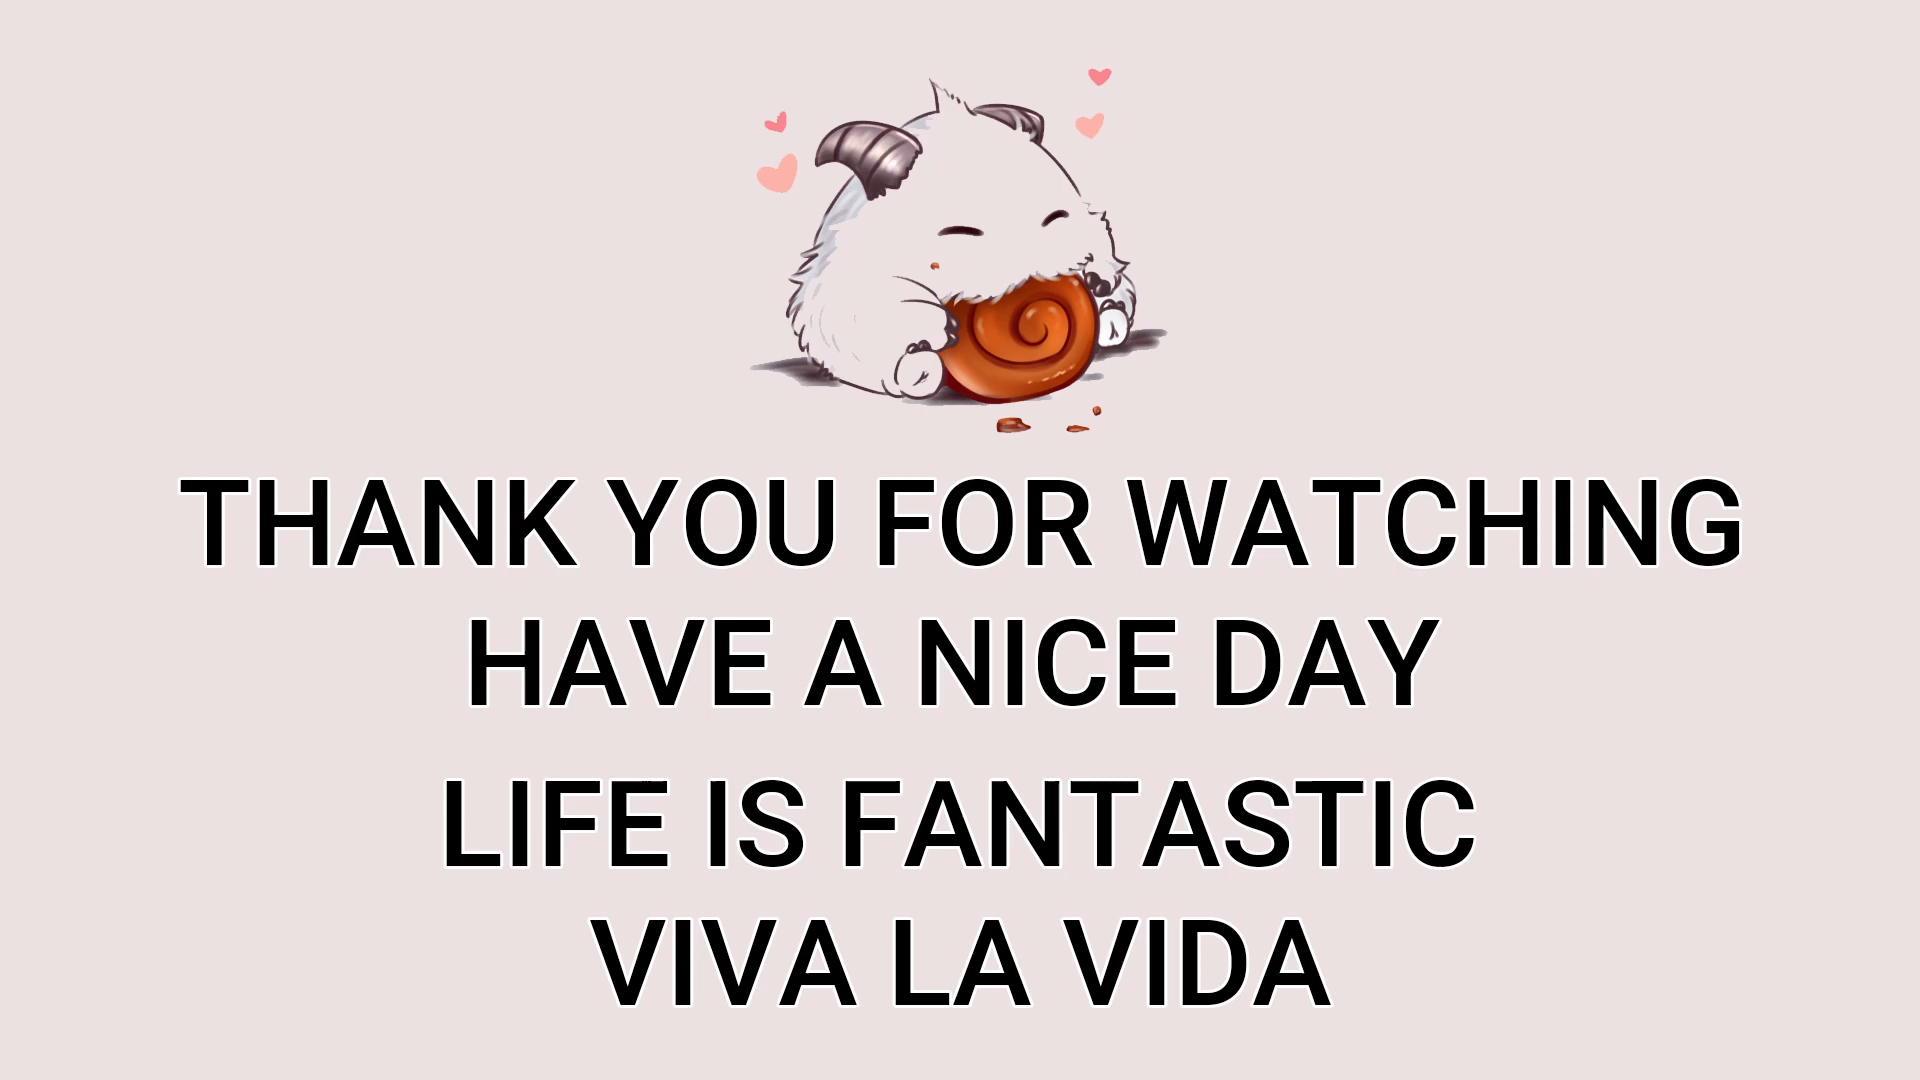 THANK YOU FOR WATCHING
HAVE A NICE DAY
LIFE IS FANTASTIC
VIVA LA VIDA